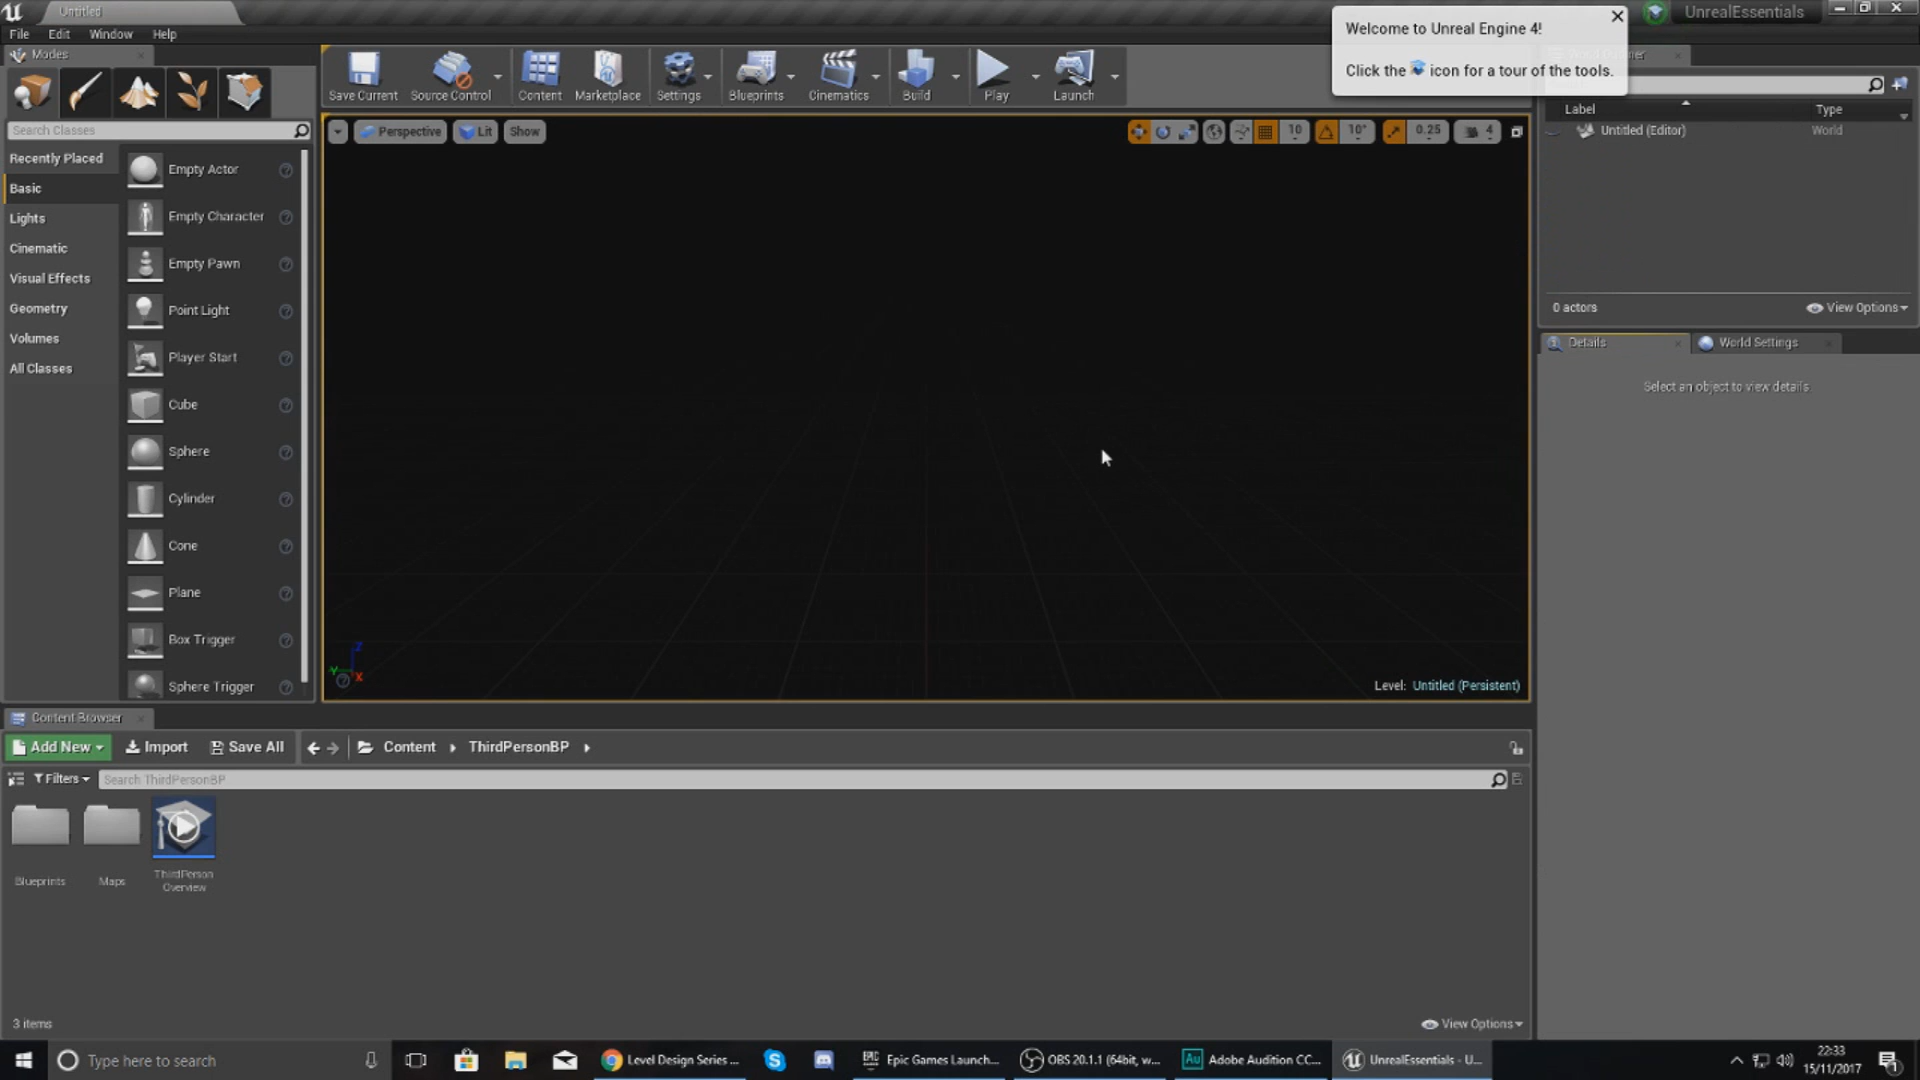 Untitled
UnrealEssentials
File Edit Window Help
Welcome to Unreal Engine 4!
Click the icon for a tour of the tools.
Modes
Save Current Source Control Content Marketplace Settings Blueprints Cinematics Build Play Launch
Search Classes
Recently Placed
Basic
Lights
Cinematic
Visual Effects
Geometry
Volumes
All Classes
Empty Actor
Empty Character
Empty Pawn
Point Light
Player Start
Cube
Sphere
Cylinder
Cone
Plane
Box Trigger
Sphere Trigger
Perspective Lit Show
10 10° 0.25 4
Z
Y
X
Level: Untitled (Persistent)
Label Type
Untitled (Editor) World
0 actors View Options
Details World Settings
Select an object to view details.
Content Browser
Add New Import Save All Content ThirdPersonBP
Filters Search ThirdPersonBP
Blueprints
Maps
ThirdPerson
Overview
3 items View Options
Type here to search
Level Design Series ...
EPIC
Epic Games Launch...
OBS 20.1.1 (64bit, w...
Au
Adobe Audition CC...
UnrealEssentials - U...
22:33
15/11/2017
1